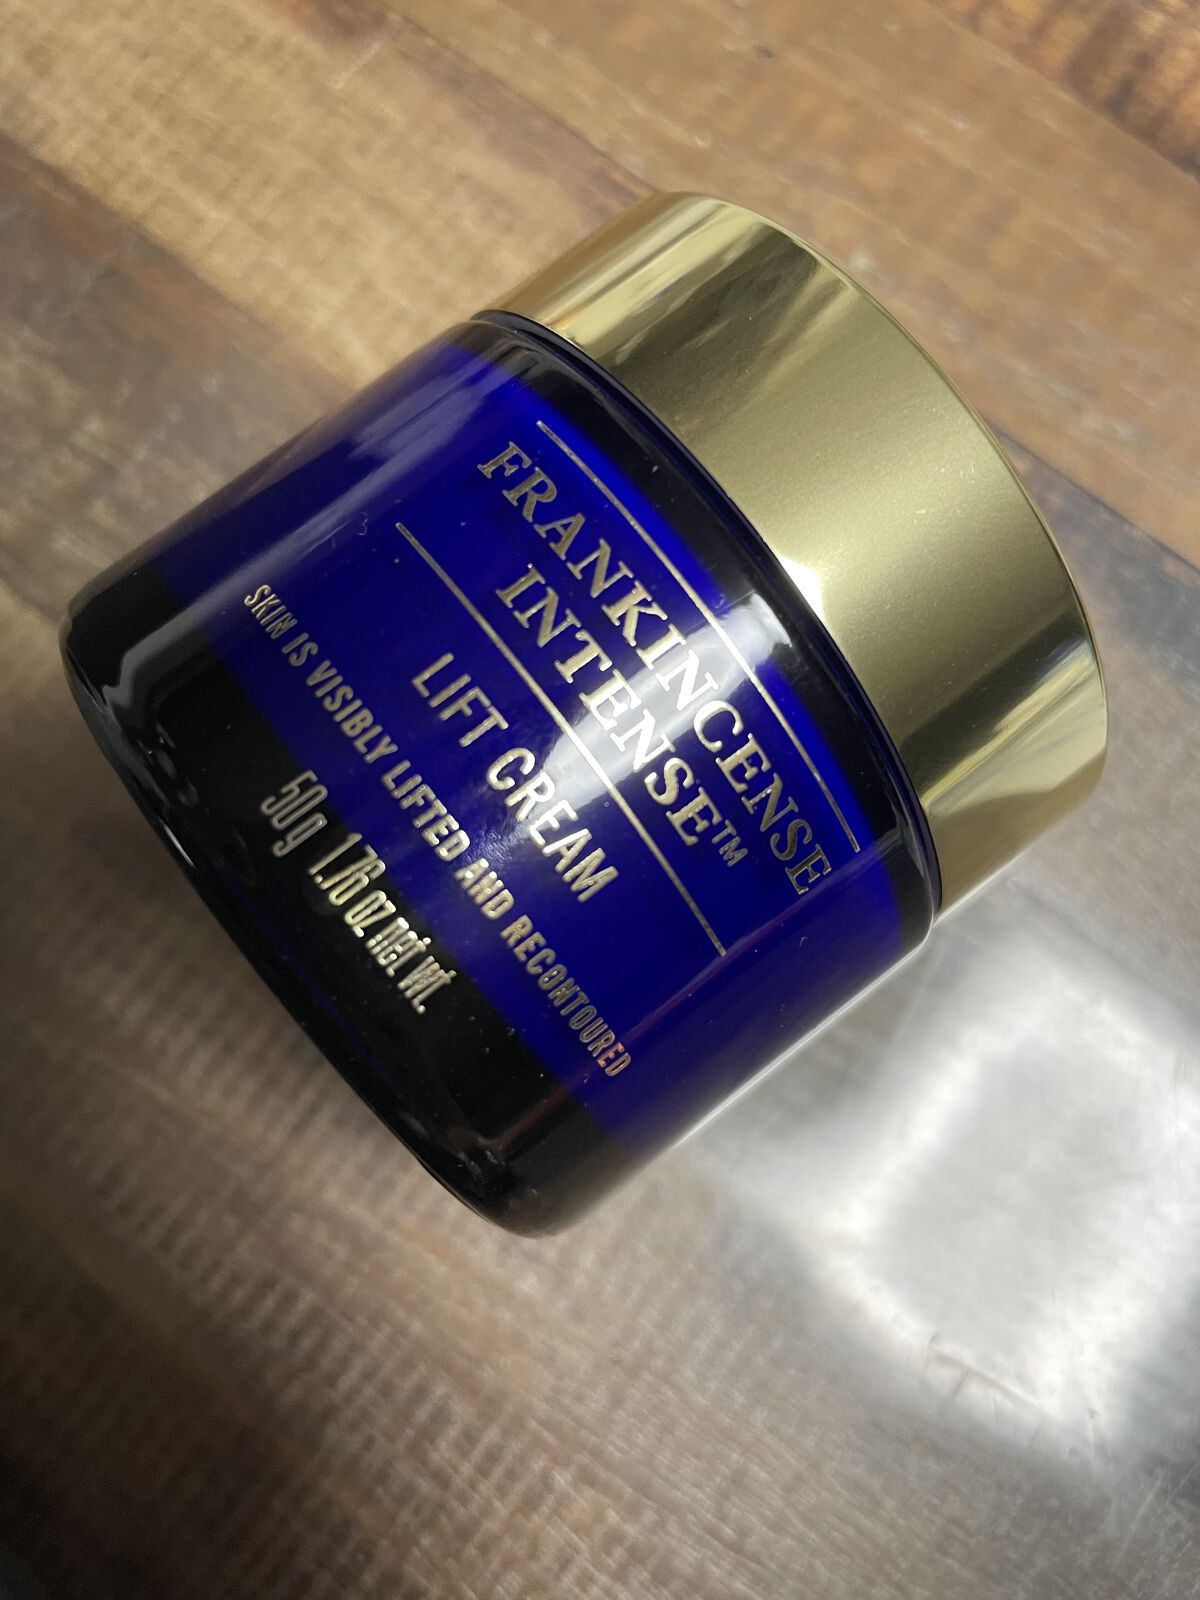 FRANKINCENSE
INTENSE™
LIFT CREAM
SKIN IS VISIBLY LIFTED AND RECONTOURED
50g 1.76 oz net wt.